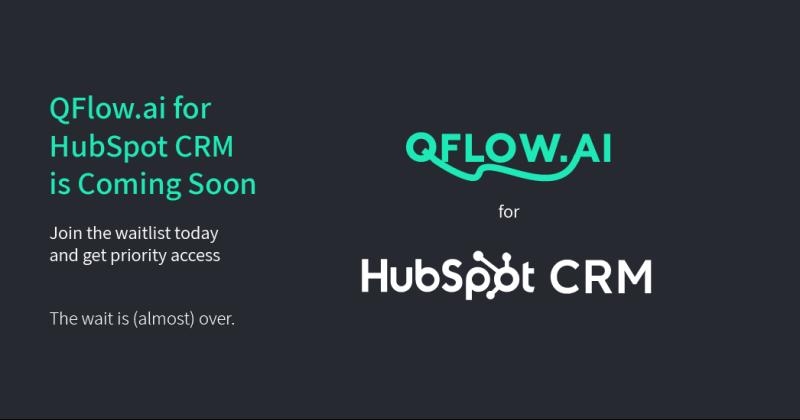 QFlow.ai for
HubSpot CRM
is Coming Soon
Join the waitlist today
and get priority access
The wait is (almost) over.
QFLOW.AI
for
HubSpot CRM